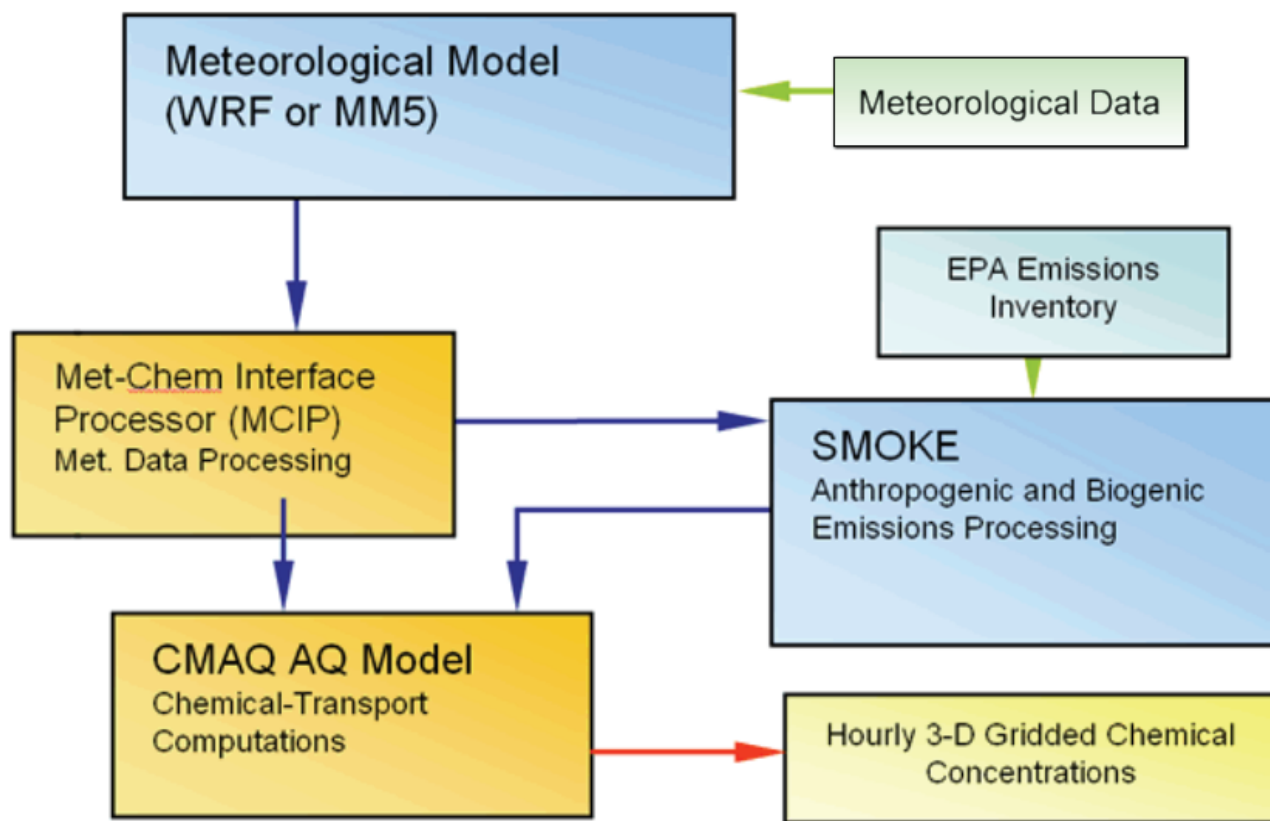 Meteorological Model
(WRF or MM5)
Meteorological Data
EPA Emissions
Inventory
Met-Chem Interface
Processor (MCIP)
Met. Data Processing
SMOKE
Anthropogenic and Biogenic
Emissions Processing
CMAQ AQ Model
Chemical-Transport
Computations
Hourly 3-D Gridded Chemical
Concentrations